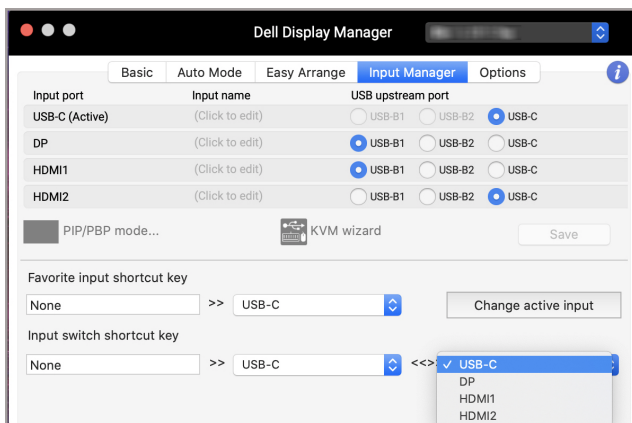 Dell Display Manager
Basic Auto Mode Easy Arrange Input Manager Options i
Input port Input name USB upstream port
USB-C (Active) (Click to edit) USB-B1 USB-B2 USB-C
DP (Click to edit) USB-B1 USB-B2 USB-C
HDMI1 (Click to edit) USB-B1 USB-B2 USB-C
HDMI2 (Click to edit) USB-B1 USB-B2 USB-C
PIP/PBP mode... KVM wizard Save
Favorite input shortcut key
None >> USB-C Change active input
Input switch shortcut key
None >> USB-C <<> ✓ USB-C
DP
HDMI1
HDMI2